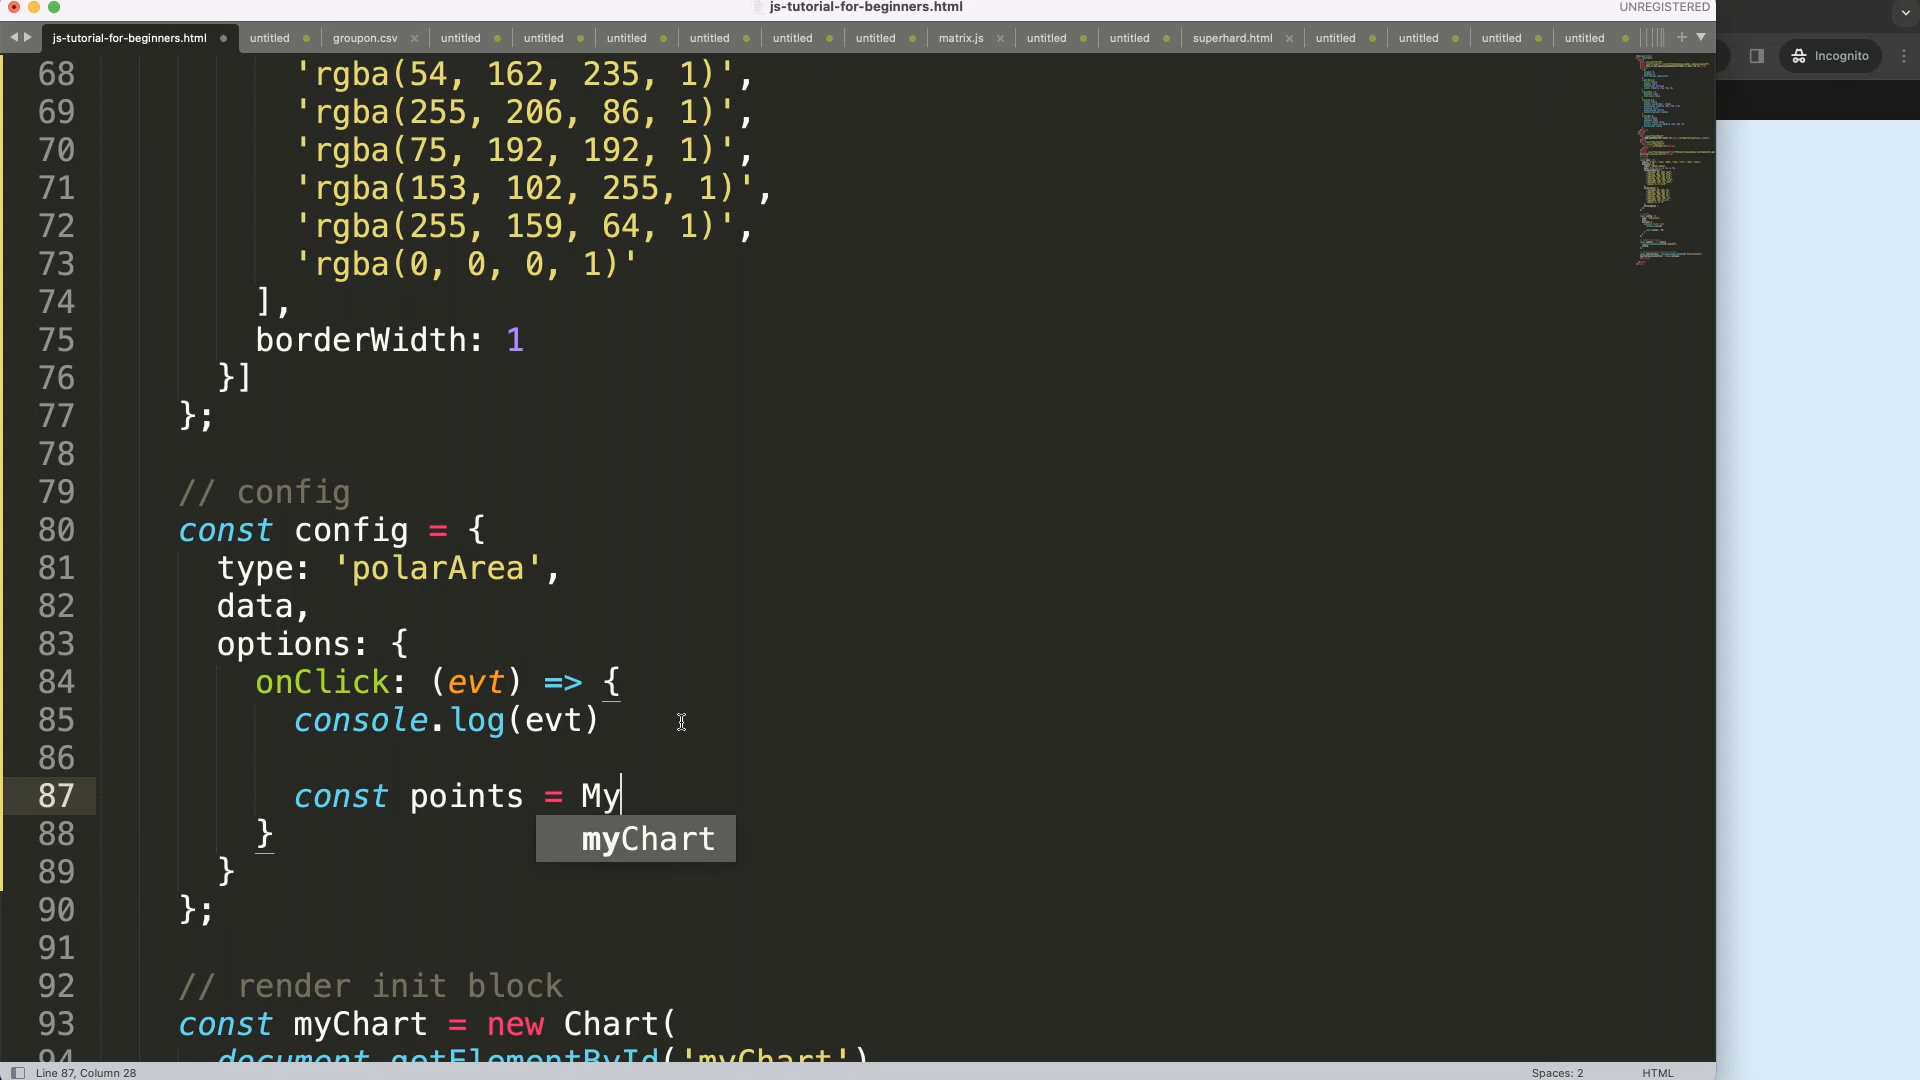 js-tutorial-for-beginners.html
UNREGISTERED
js-tutorial-for-beginners.html untitled groupon.csv untitled untitled untitled untitled untitled untitled matrix.js untitled untitled superhard.html untitled untitled untitled untitled
Incognito
68 'rgba(54, 162, 235, 1)',
69 'rgba(255, 206, 86, 1)',
70 'rgba(75, 192, 192, 1)',
71 'rgba(153, 102, 255, 1)',
72 'rgba(255, 159, 64, 1)',
73 'rgba(0, 0, 0, 1)'
74 ],
75 borderWidth: 1
76 }]
77 };
78
79 // config
80 const config = {
81 type: 'polarArea',
82 data,
83 options: {
84 onClick: (evt) => {
85 console.log(evt)
86
87 const points = My
myChart
88 }
89 }
90 };
91
92 // render init block
93 const myChart = new Chart(
94 document.getElementById('myChart')
Line 87, Column 28
Spaces: 2
HTML